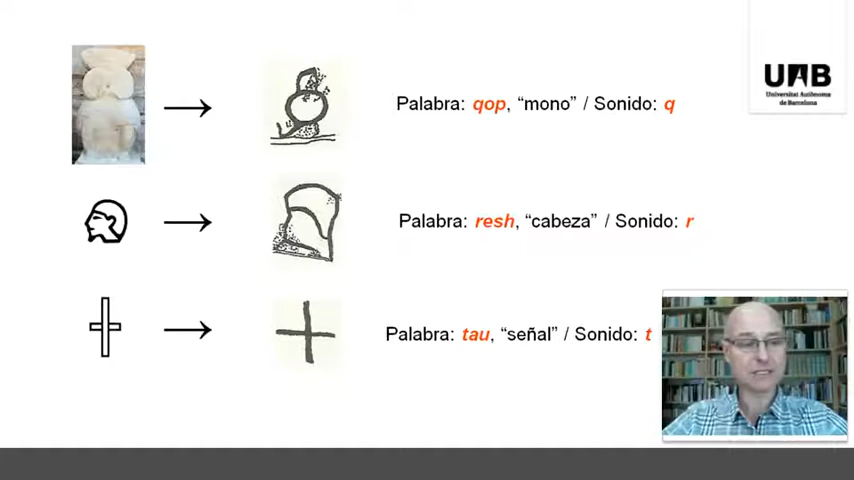 UAB
Universitat Autònoma
de Barcelona
Palabra: qop, “mono” / Sonido: q
Palabra: resh, “cabeza” / Sonido: r
Palabra: tau, “señal” / Sonido: t